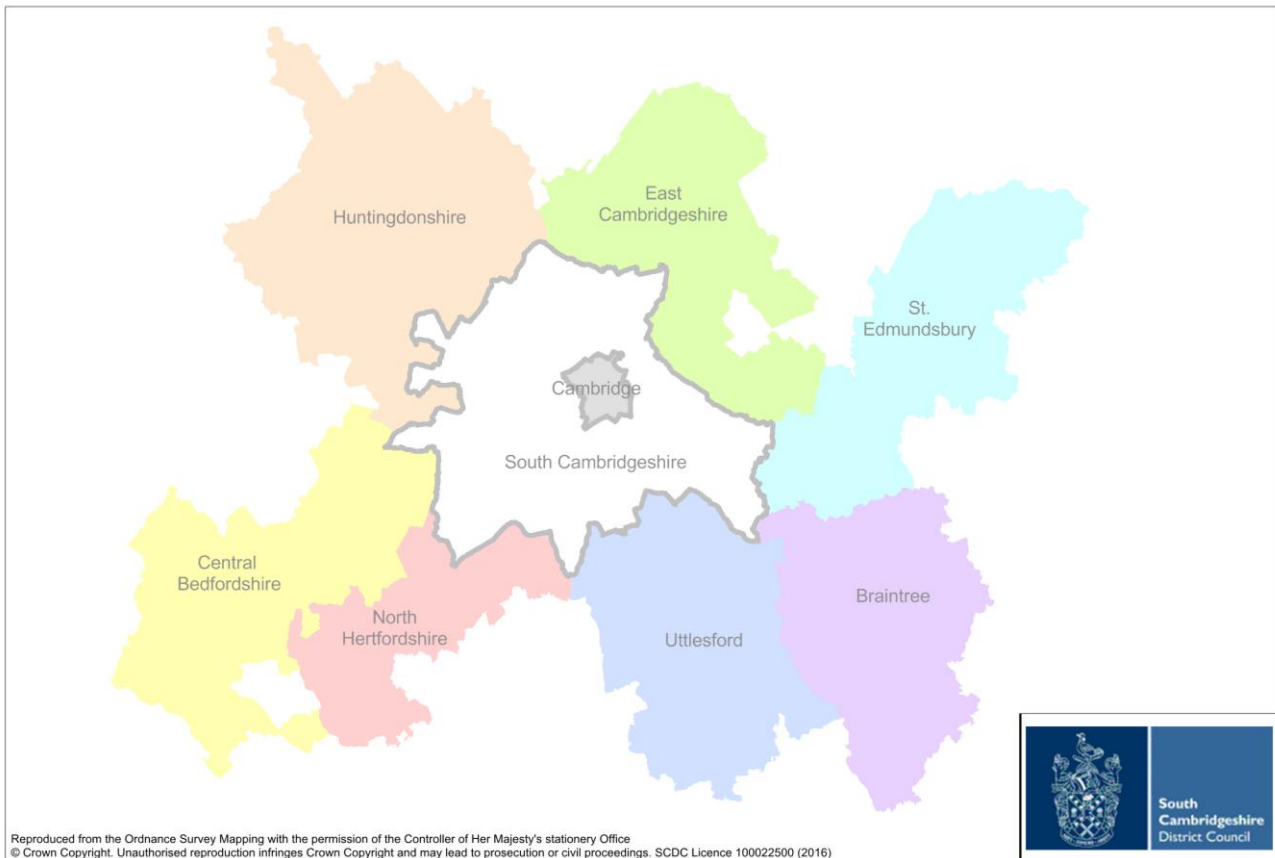 Huntingdonshire
East
Cambridgeshire
St.
Edmundsbury
Cambridge
South Cambridgeshire
Central
Bedfordshire
North
Hertfordshire
Uttlesford
Braintree
South
Cambridgeshire
District Council
Reproduced from the Ordnance Survey Mapping with the permission of the Controller of Her Majesty's stationery Office
© Crown Copyright. Unauthorised reproduction infringes Crown Copyright and may lead to prosecution or civil proceedings. SCDC Licence 100022500 (2016)